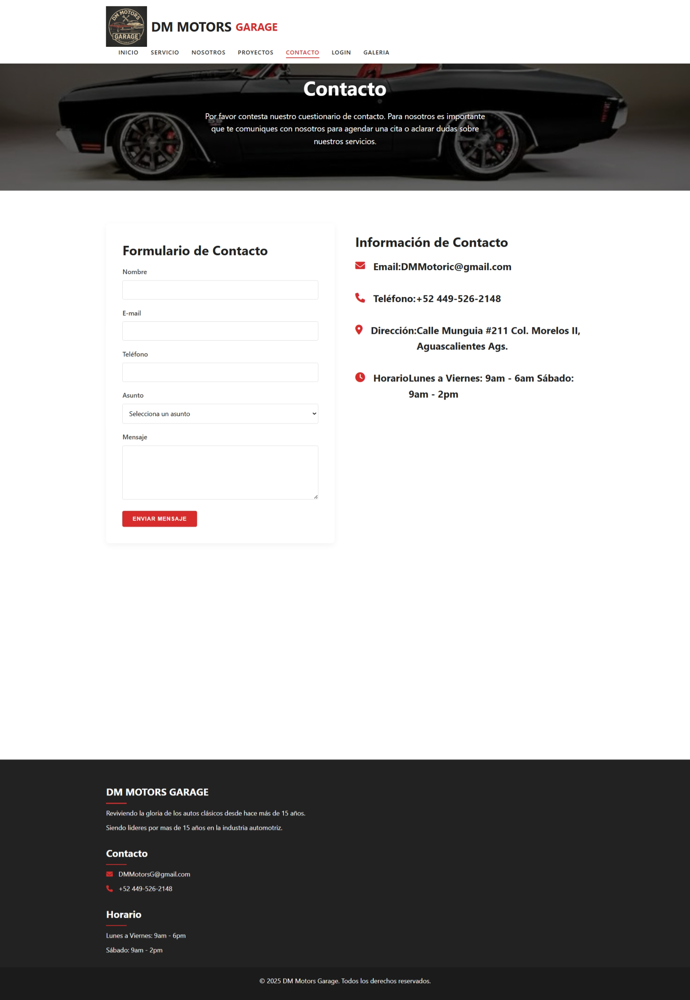 DM MOTORS
GARAGE
RESTORATION
DM MOTORS GARAGE
INICIO SERVICIO NOSOTROS PROYECTOS CONTACTO LOGIN GALERIA
Contacto
Por favor contesta nuestro cuestionario de contacto. Para nosotros es importante
que te comuniques con nosotros para agendar una cita o aclarar dudas sobre
nuestros servicios.
Formulario de Contacto
Nombre
E-mail
Teléfono
Asunto
Selecciona un asunto
Mensaje
ENVIAR MENSAJE
Información de Contacto
Email:DMMotoric@gmail.com
Teléfono:+52 449-526-2148
Dirección:Calle Munguia #211 Col. Morelos II,
Aguascalientes Ags.
HorarioLunes a Viernes: 9am - 6am Sábado:
9am - 2pm
DM MOTORS GARAGE
Reviviendo la gloria de los autos clásicos desde hace más de 15 años.
Siendo lideres por mas de 15 años en la industria automotriz.
Contacto
DMMotorsG@gmail.com
+52 449-526-2148
Horario
Lunes a Viernes: 9am - 6pm
Sábado: 9am - 2pm
© 2025 DM Motors Garage. Todos los derechos reservados.